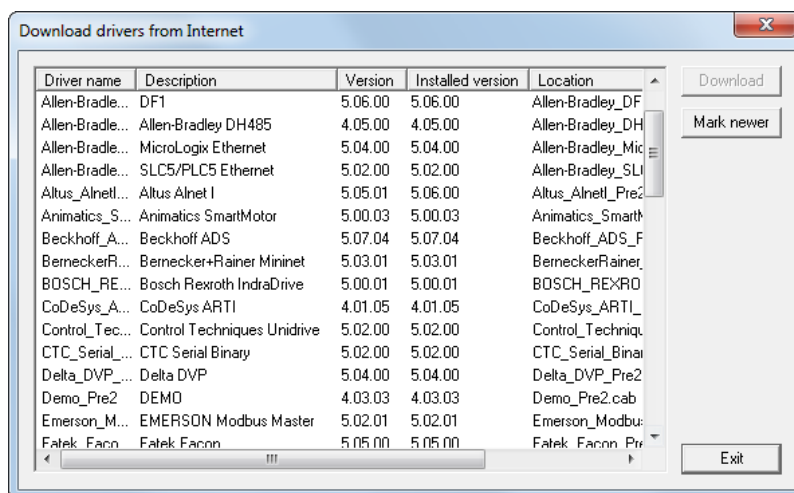 Download drivers from Internet
Driver name Description Version Installed version Location
Allen-Bradle... DF1 5.06.00 5.06.00 Allen-Bradley_DF
Allen-Bradle... Allen-Bradley DH485 4.05.00 4.05.00 Allen-Bradley_DH
Allen-Bradle... MicroLogix Ethernet 5.04.00 5.04.00 Allen-Bradley_Mic
Allen-Bradle... SLC5/PLC5 Ethernet 5.02.00 5.02.00 Allen-Bradley_SL
Altus_Alnetl... Altus Alnet I 5.05.01 5.06.00 Altus_AlnetI_Pre2
Animatics_S... Animatics SmartMotor 5.00.03 5.00.03 Animatics_Smart
Beckhoff_A... Beckhoff ADS 5.07.04 5.07.04 Beckhoff_ADS_P
BerneckerR... Bernecker+Rainer Mininet 5.03.01 5.03.01 BerneckerRainer_
BOSCH_RE... Bosch Rexroth IndraDrive 5.00.01 5.00.01 BOSCH_REXRO
CoDeSys_A... CoDeSys ARTI 4.01.05 4.01.05 CoDeSys_ARTI_
Control_Tec... Control Techniques Unidrive 5.02.00 5.02.00 Control_Techniqu
CTC_Serial_... CTC Serial Binary 5.02.00 5.02.00 CTC_Serial_Binar
Delta_DVP_... Delta DVP 5.04.00 5.04.00 Delta_DVP_Pre2
Demo_Pre2 DEMO 4.03.03 4.03.03 Demo_Pre2.cab
Emerson_M... EMERSON Modbus Master 5.02.01 5.02.01 Emerson_Modbu
Fatek_Faco... Fatek Facon 5.05.00 5.05.00 Fatek_Facon_Pre
Download
Mark newer
Exit